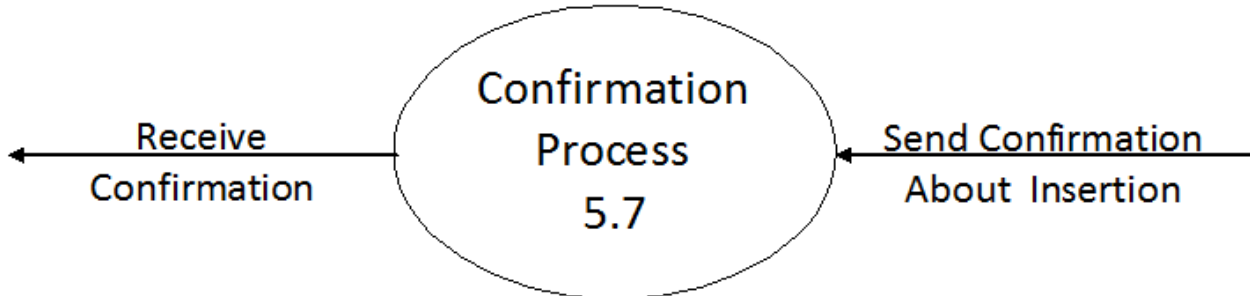 Receive
Confirmation
Confirmation
Process
5.7
Send Confirmation
About Insertion